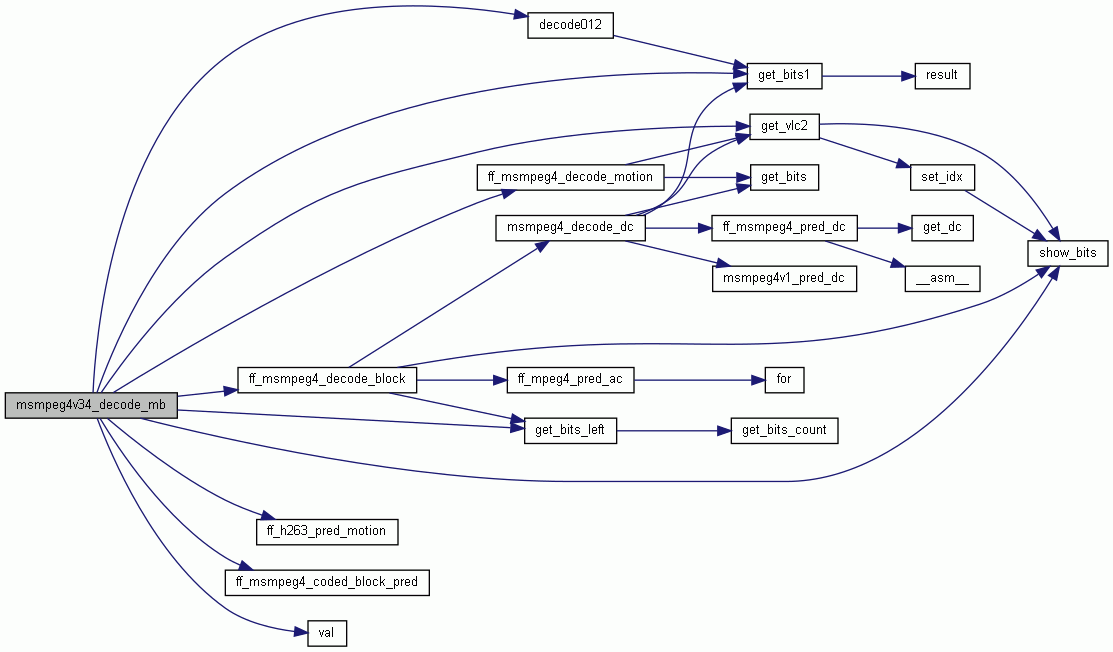 decode012
get_bits1
result
get_vlc2
ff_msmpeg4_decode_motion
get_bits
set_idx
msmpeg4_decode_dc
ff_msmpeg4_pred_dc
get_dc
show_bits
msmpeg4v1_pred_dc
__asm__
ff_msmpeg4_decode_block
ff_mpeg4_pred_ac
for
msmpeg4v34_decode_mb
get_bits_left
get_bits_count
ff_h263_pred_motion
ff_msmpeg4_coded_block_pred
val